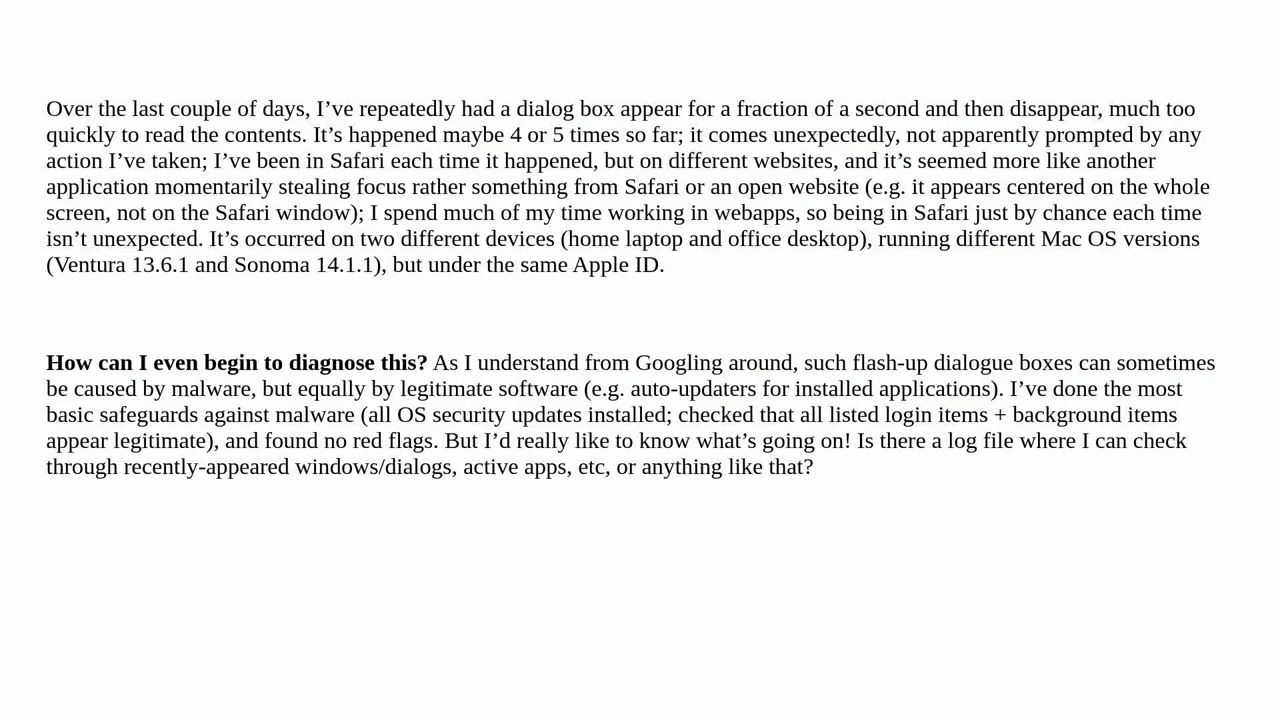 Over the last couple of days, I’ve repeatedly had a dialog box appear for a fraction of a second and then disappear, much too
quickly to read the contents. It’s happened maybe 4 or 5 times so far; it comes unexpectedly, not apparently prompted by any
action I’ve taken; I’ve been in Safari each time it happened, but on different websites, and it’s seemed more like another
application momentarily stealing focus rather something from Safari or an open website (e.g. it appears centered on the whole
screen, not on the Safari window); I spend much of my time working in webapps, so being in Safari just by chance each time
isn’t unexpected. It’s occurred on two different devices (home laptop and office desktop), running different Mac OS versions
(Ventura 13.6.1 and Sonoma 14.1.1), but under the same Apple ID.
How can I even begin to diagnose this? As I understand from Googling around, such flash-up dialogue boxes can sometimes
be caused by malware, but equally by legitimate software (e.g. auto-updaters for installed applications). I’ve done the most
basic safeguards against malware (all OS security updates installed; checked that all listed login items + background items
appear legitimate), and found no red flags. But I’d really like to know what’s going on! Is there a log file where I can check
through recently-appeared windows/dialogs, active apps, etc, or anything like that?